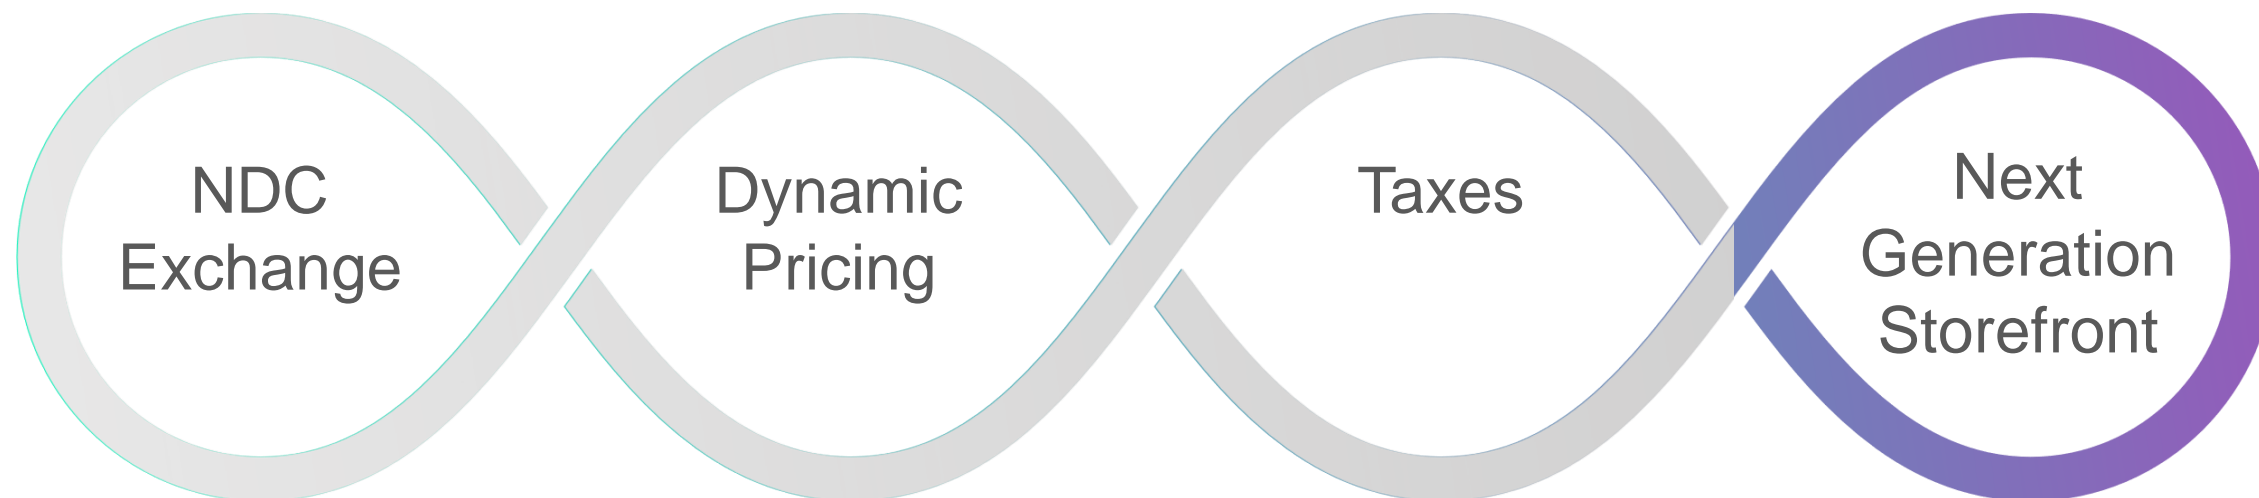 NDC
Exchange
Dynamic
Pricing
Taxes
Next
Generation
Storefront